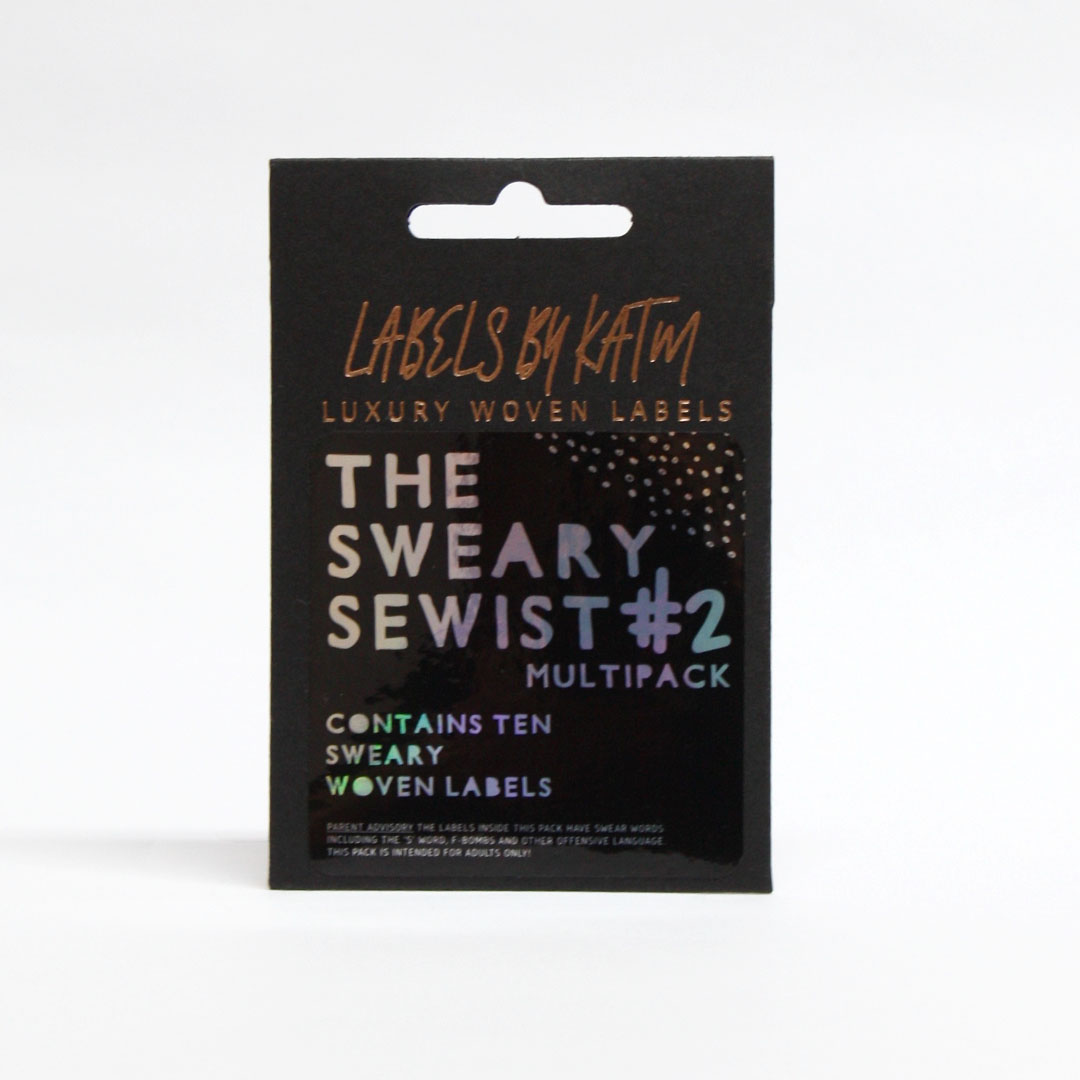 LABELS BY KATM
LUXURY WOVEN LABELS
THE
SWEARY
SEWIST #2
MULTIPACK
CONTAINS TEN
SWEARY
WOVEN LABELS
PARENT ADVISORY THE LABELS INSIDE THIS PACK HAVE SWEAR WORDS
INCLUDING THE 'S' WORD, F-BOMBS AND OTHER OFFENSIVE LANGUAGE.
THIS PACK IS INTENDED FOR ADULTS ONLY!